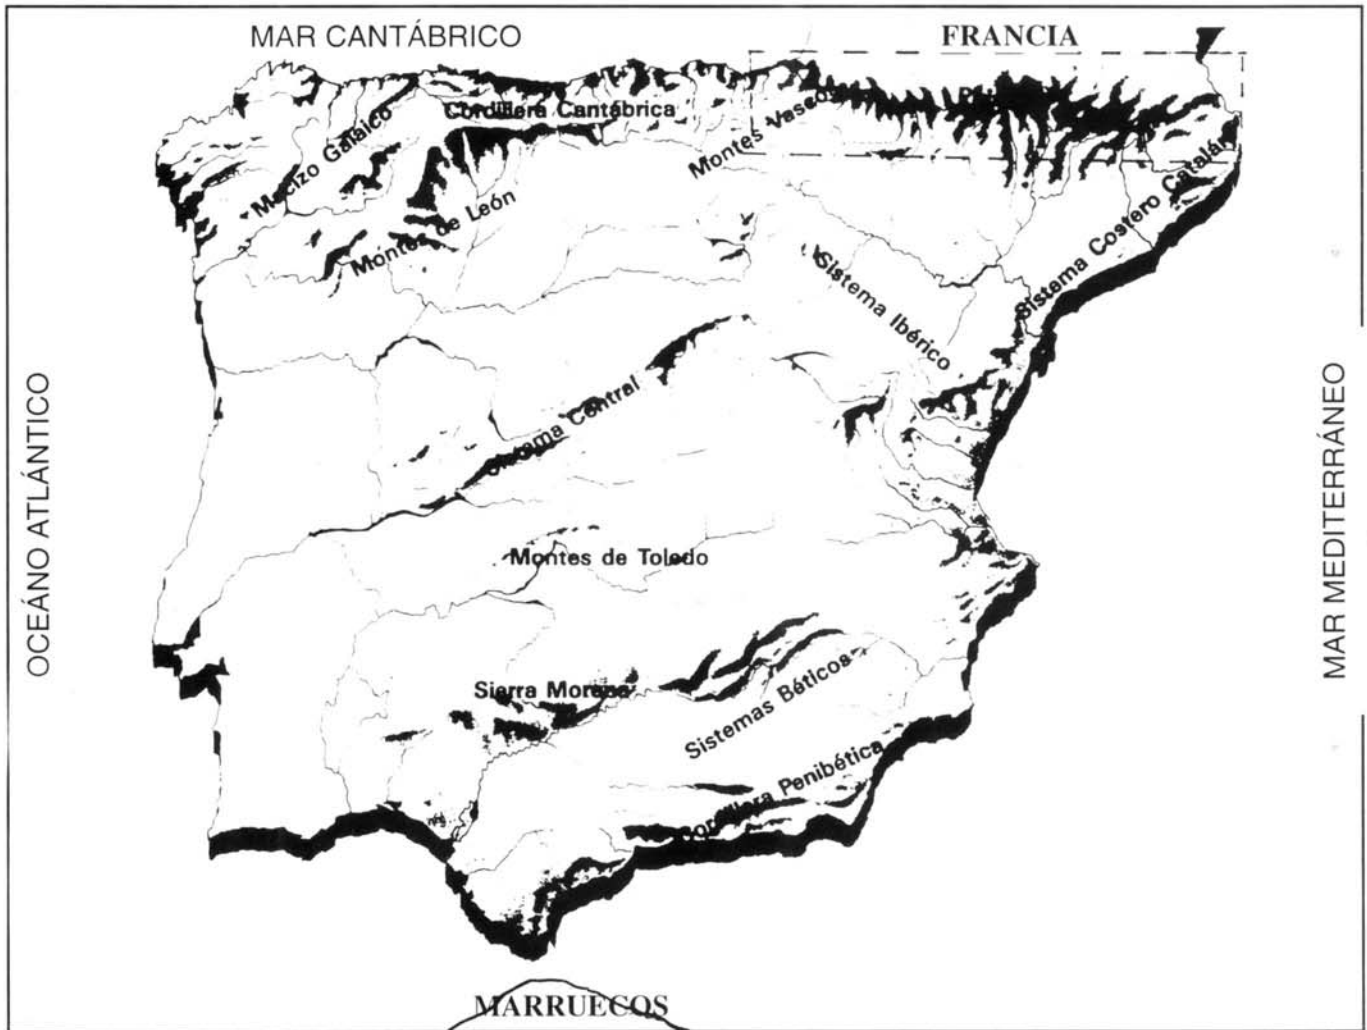 MAR CANTÁBRICO
FRANCIA
Cordillera Cantábrica
Macizo Galaico
Montes Vascos
Montes de León
Sistema Costero Catalán
Sistema Ibérico
OCEÁNO ATLÁNTICO
MAR MEDITERRÁNEO
Sistema Central
Montes de Toledo
Sierra Morena
Sistemas Béticos
Cordillera Penibética
MARRUECOS